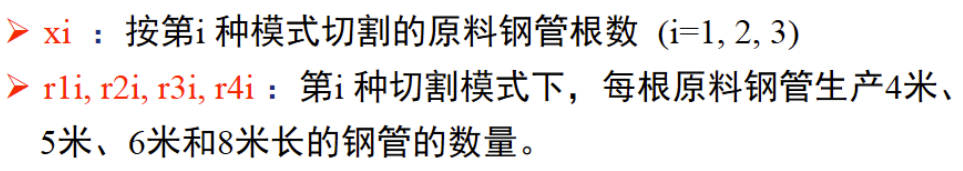 ➢ xi ：按第i 种模式切割的原料钢管根数 (i=1, 2, 3)
➢ r1i, r2i, r3i, r4i ：第i 种切割模式下，每根原料钢管生产4米、
5米、6米和8米长的钢管的数量。